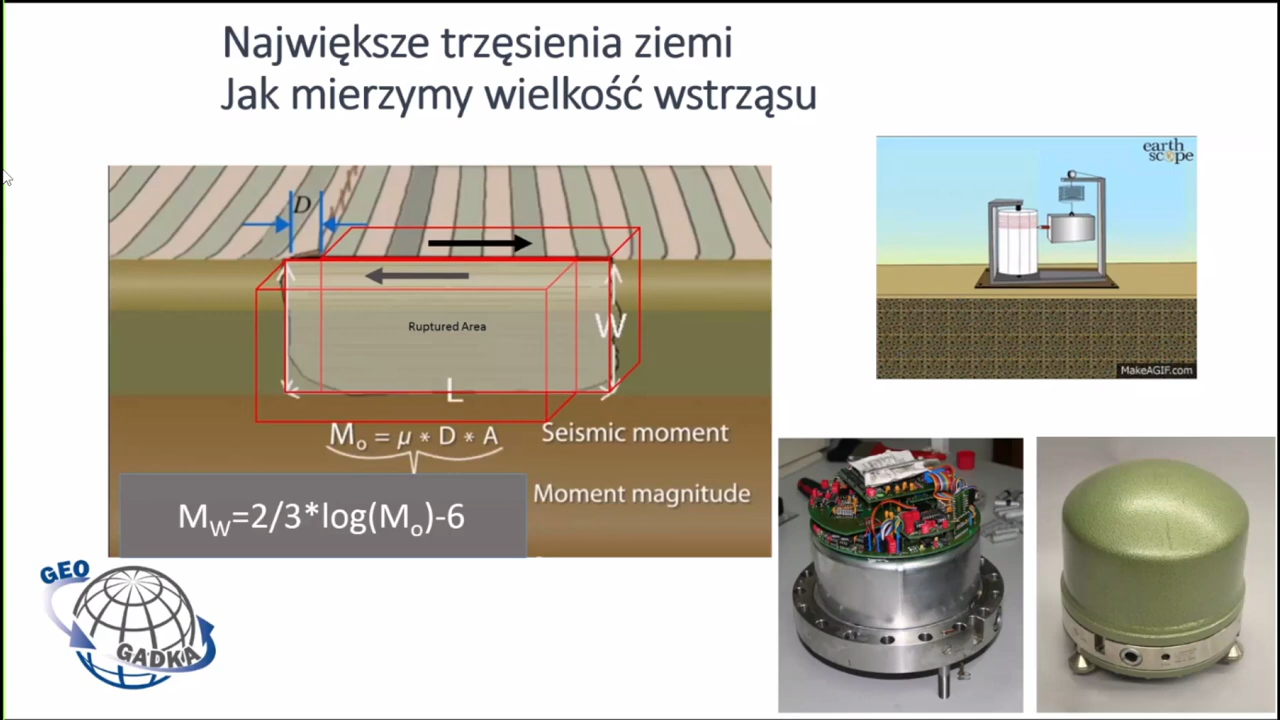 Największe trzęsienia ziemi
Jak mierzymy wielkość wstrząsu
D
Ruptured Area
W
L
Mₒ = µ * D * A
Seismic moment
M_W=2/3*log(Mₒ)-6
Moment magnitude
earth
scope
MakeAGIF.com
GEO
GADKA